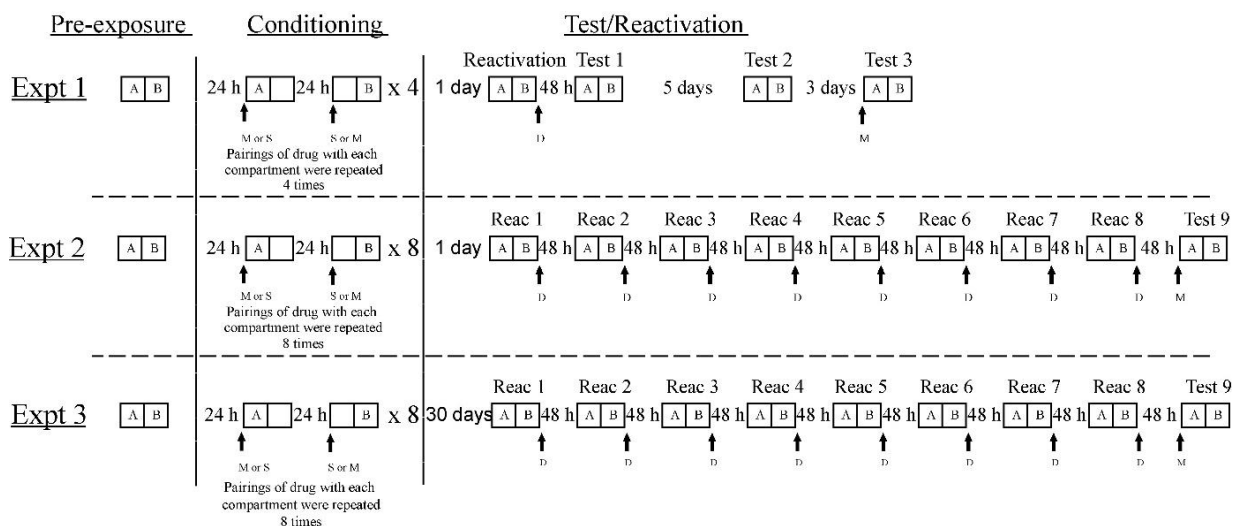 Pre-exposure Conditioning Test/Reactivation
Reactivation Test 1 Test 2 Test 3
Expt 1 A B 24 h A 24 h B x 4 1 day A B 48 h A B 5 days A B 3 days A B
M or S S or M D M
Pairings of drug with each
compartment were repeated
4 times
Reac 1 Reac 2 Reac 3 Reac 4 Reac 5 Reac 6 Reac 7 Reac 8 Test 9
Expt 2 A B 24 h A 24 h B x 8 1 day A B 48 h A B 48 h A B 48 h A B 48 h A B 48 h A B 48 h A B 48 h A B 48 h A B
M or S S or M D D D D D D D D M
Pairings of drug with each
compartment were repeated
8 times
Reac 1 Reac 2 Reac 3 Reac 4 Reac 5 Reac 6 Reac 7 Reac 8 Test 9
Expt 3 A B 24 h A 24 h B x 8 30 days A B 48 h A B 48 h A B 48 h A B 48 h A B 48 h A B 48 h A B 48 h A B 48 h A B
M or S S or M D D D D D D D D M
Pairings of drug with each
compartment were repeated
8 times